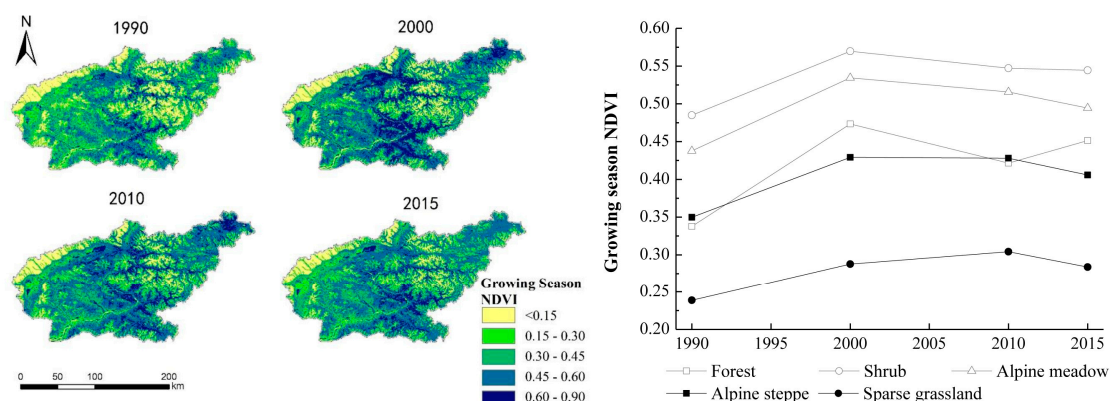 N
1990
2000
2010
2015
0 50 100 200
km
Growing Season
NDVI
<0.15
0.15 - 0.30
0.30 - 0.45
0.45 - 0.60
0.60 - 0.90
Growing season NDVI
0.60
0.55
0.50
0.45
0.40
0.35
0.30
0.25
0.20
1990 1995 2000 2005 2010 2015
Forest Shrub Alpine meadow
Alpine steppe Sparse grassland